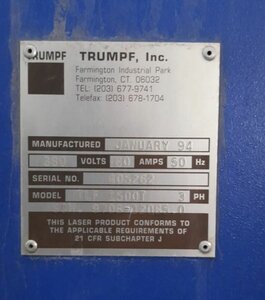 TRUMPF TRUMPF, Inc.
Farmington Industrial Park
Farmington, CT. 06032
TEL: (203) 677-9741
Telefax: (203) 678-1704
MANUFACTURED JANUARY 94
VOLTS AMPS 50 Hz
SERIAL NO.
MODEL 3 PH
THIS LASER PRODUCT CONFORMS TO
THE APPLICABLE REQUIREMENTS OF
21 CFR SUBCHAPTER J